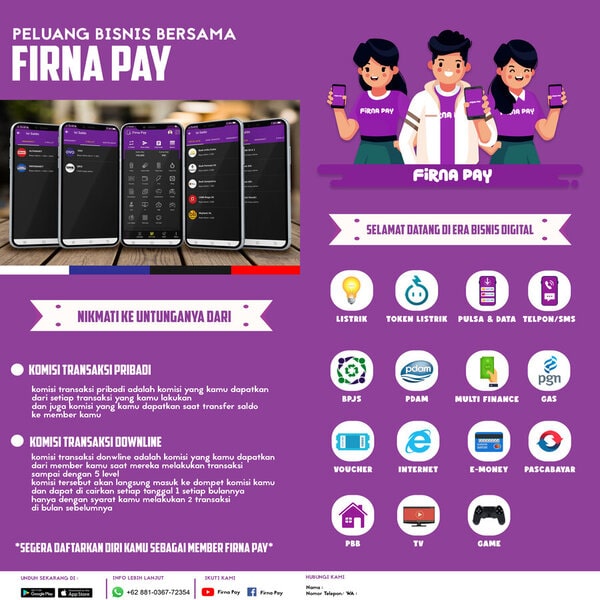 PELUANG BISNIS BERSAMA
FIRNA PAY
FIRNA PAY
SELAMAT DATANG DI ERA BISNIS DIGITAL
LISTRIK
TOKEN LISTRIK
PULSA & DATA
TELPON/SMS
BPJS
PDAM
MULTI FINANCE
GAS
pdam
pgn
VOUCHER
INTERNET
E-MONEY
PASCABAYAR
PBB
TV
GAME
NIKMATI KE UNTUNGANYA DARI
KOMISI TRANSAKSI PRIBADI
komisi transaksi pribadi adalah komisi yang kamu dapatkan
dari setiap transaksi yang kamu lakukan
dan juga komisi yang kamu dapatkan saat transfer saldo
ke member kamu
KOMISI TRANSAKSI DOWNLINE
komisi transaksi donwline adalah komisi yang kamu dapatkan
dari member kamu saat mereka melakukan transaksi
sampai dengan 5 level
komisi tersebut akan langsung masuk ke dompet komisi kamu
dan dapat di cairkan setiap tanggal 1 setiap bulannya
hanya dengan syarat kamu melakukan 2 transaksi
di bulan sebelumnya
*SEGERA DAFTARKAN DIRI KAMU SEBAGAI MEMBER FIRNA PAY*
UNDUH SEKARANG DI :
Google Play
App Store
INFO LEBIH LANJUT
+62 881-0367-72354
IKUTI KAMI
Firna Pay
Firna Pay
HUBUNGI KAMI
Nama :
Nomor Telepon/ WA :